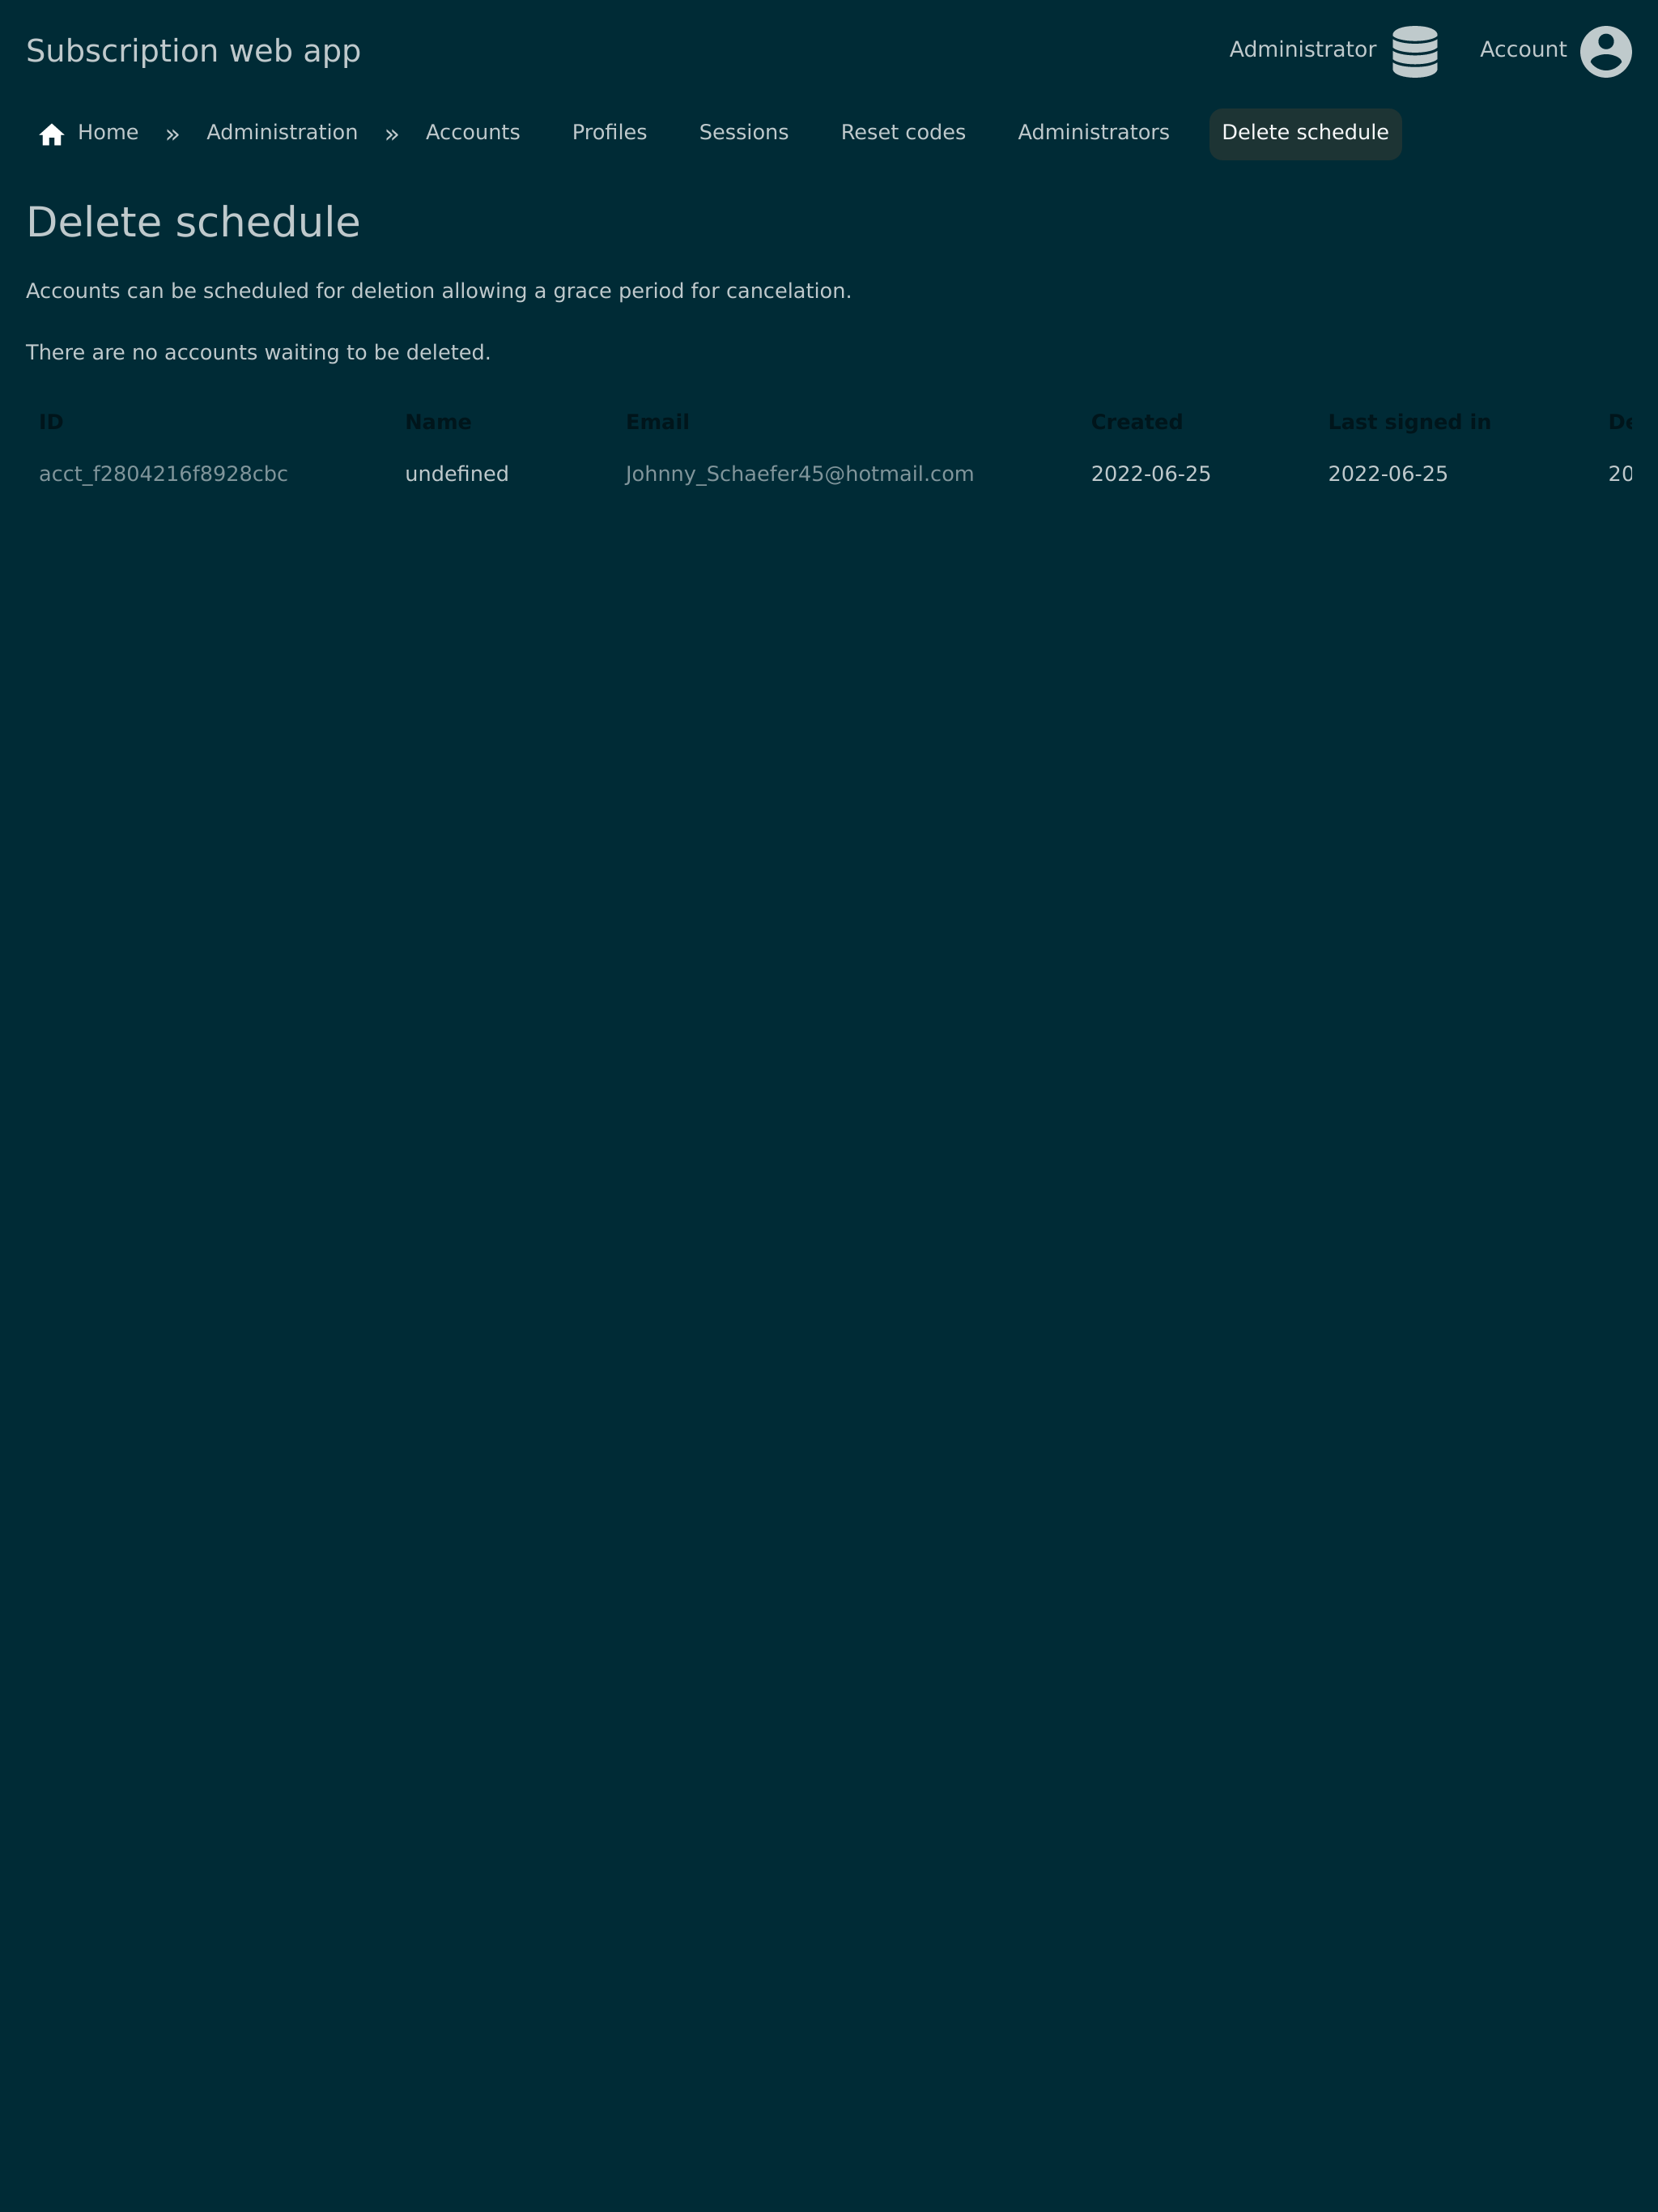 Subscription web app Administrator Account
Home » Administration » Accounts Profiles Sessions Reset codes Administrators Delete schedule
Delete schedule
Accounts can be scheduled for deletion allowing a grace period for cancelation.
There are no accounts waiting to be deleted.
ID Name Email Created Last signed in
acct_f2804216f8928cbc undefined Johnny_Schaefer45@hotmail.com 2022-06-25 2022-06-25